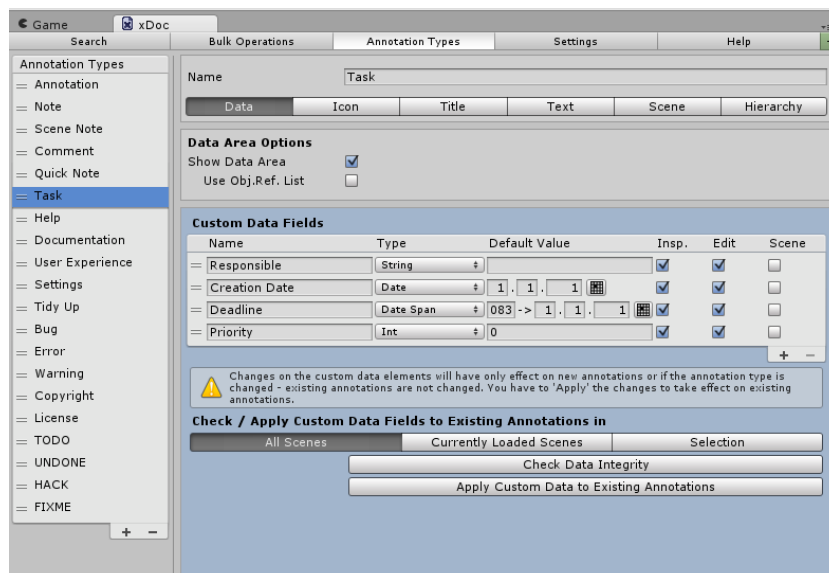 Game xDoc
Search Bulk Operations Annotation Types Settings Help
Annotation Types
Annotation
Note
Scene Note
Comment
Quick Note
Task
Help
Documentation
User Experience
Settings
Tidy Up
Bug
Error
Warning
Copyright
License
TODO
UNDONE
HACK
FIXME
+ -
Name Task
Data Icon Title Text Scene Hierarchy
Data Area Options
Show Data Area
Use Obj.Ref. List
Custom Data Fields
Name Type Default Value Insp. Edit Scene
Responsible String
Creation Date Date 1 . 1 . 1
Deadline Date Span 083 -> 1 . 1 . 1
Priority Int 0
+ -
Changes on the custom data elements will have only effect on new annotations or if the annotation type is
changed - existing annotations are not changed. You have to 'Apply' the changes to take effect on existing
annotations.
Check / Apply Custom Data Fields to Existing Annotations in
All Scenes Currently Loaded Scenes Selection
Check Data Integrity
Apply Custom Data to Existing Annotations